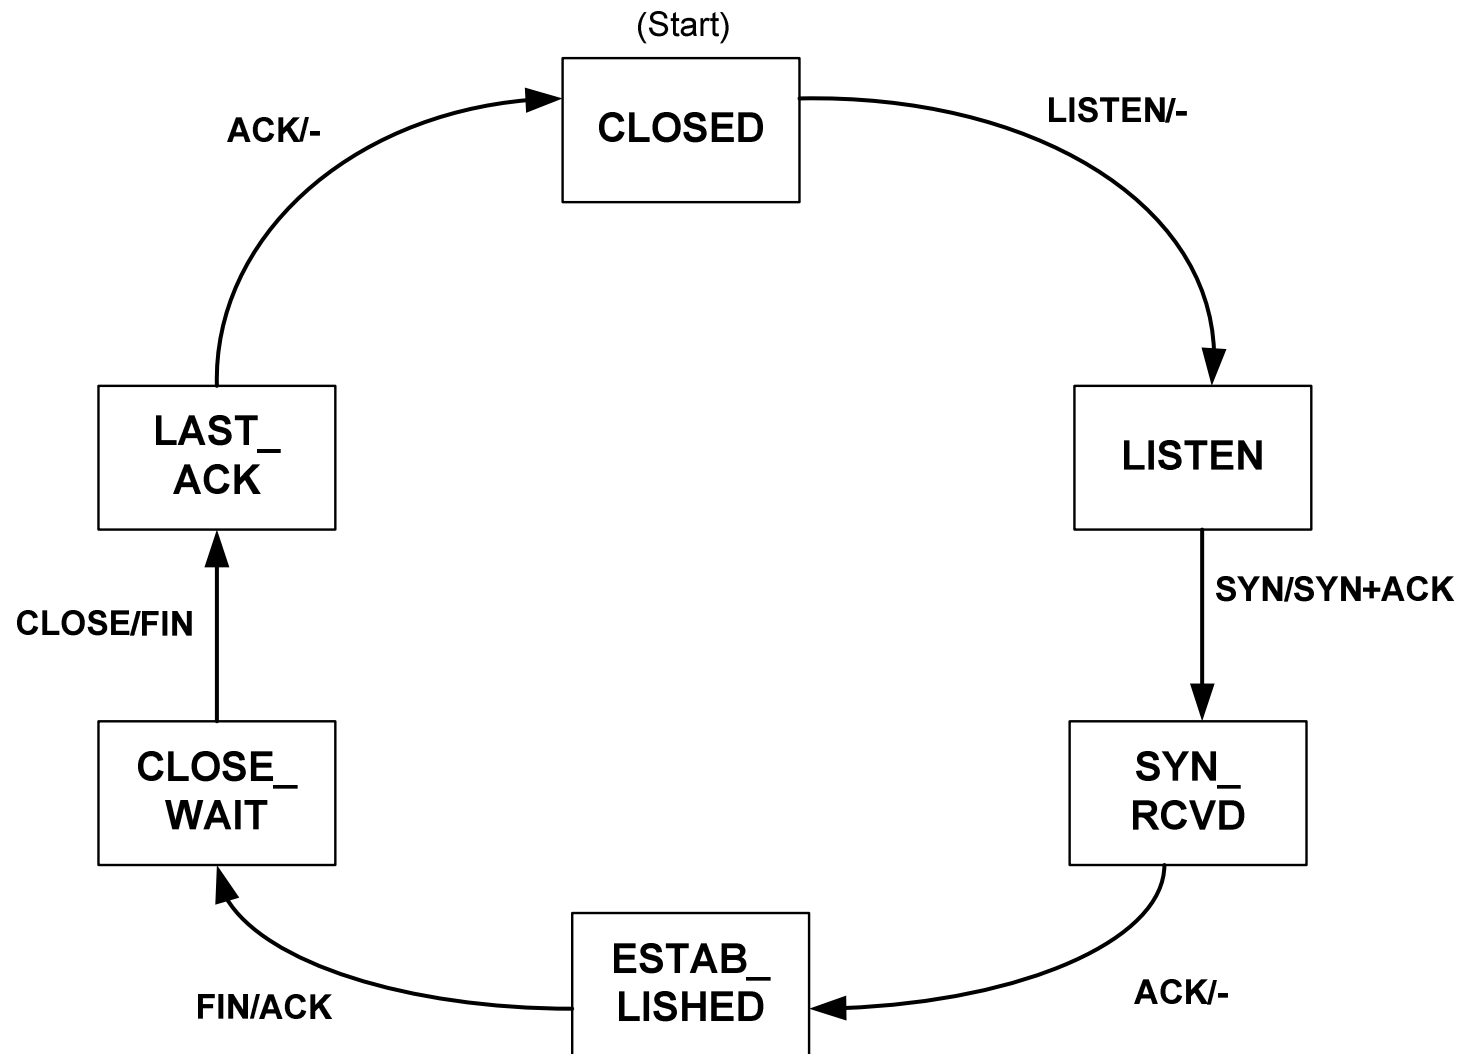 (Start)
CLOSED
ACK/-
LISTEN/-
LAST_
ACK
LISTEN
CLOSE/FIN
SYN/SYN+ACK
CLOSE_
WAIT
SYN_
RCVD
ESTAB_
LISHED
FIN/ACK
ACK/-